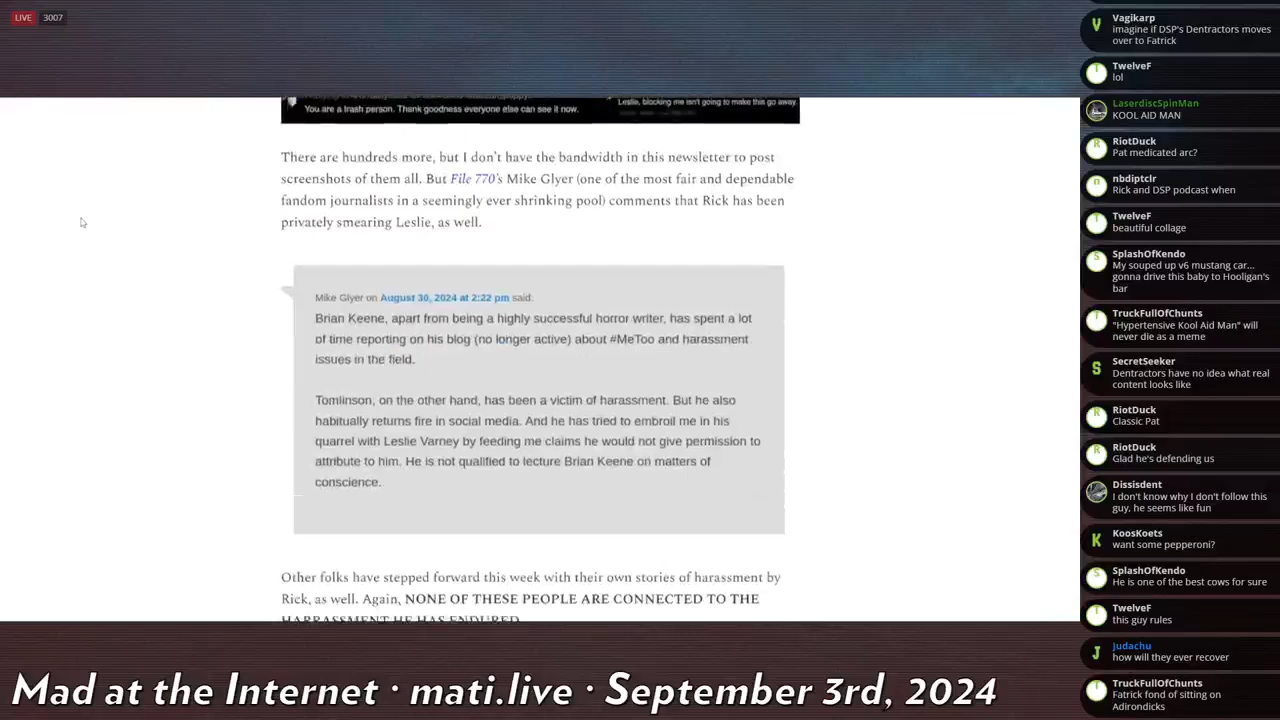 LIVE 3007
You are a trash person. Thank goodness everyone else can see it now.
Leslie, blocking me isn't going to make this go away.
There are hundreds more, but I don't have the bandwidth in this newsletter to post
screenshots of them all. But File 770's Mike Glyer (one of the most fair and dependable
fandom journalists in a seemingly ever shrinking pool) comments that Rick has been
privately smearing Leslie, as well.
Mike Glyer on August 30, 2024 at 2:22 pm said:
Brian Keene, apart from being a highly successful horror writer, has spent a lot
of time reporting on his blog (no longer active) about #MeToo and harassment
issues in the field.
Tomlinson, on the other hand, has been a victim of harassment. But he also
habitually returns fire in social media. And he has tried to embroil me in his
quarrel with Leslie Varney by feeding me claims he would not give permission to
attribute to him. He is not qualified to lecture Brian Keene on matters of
conscience.
Other folks have stepped forward this week with their own stories of harassment by
Rick, as well. Again, NONE OF THESE PEOPLE ARE CONNECTED TO THE
HARRASSMENT HE HAS ENDURED
Mad at the Internet · mati.live · September 3rd, 2024
V
Vagikarp
imagine if DSP's Dentractors moves
over to Fatrick
T
TwelveF
lol
LaserdiscSpinMan
KOOL AID MAN
R
RiotDuck
Pat medicated arc?
n
nbdiptclr
Rick and DSP podcast when
T
TwelveF
beautiful collage
S
SplashOfKendo
My souped up v6 mustang car...
gonna drive this baby to Hooligan's
bar
T
TruckFullOfChunts
"Hypertensive Kool Aid Man" will
never die as a meme
S
SecretSeeker
Dentractors have no idea what real
content looks like
R
RiotDuck
Classic Pat
R
RiotDuck
Glad he's defending us
Dissisdent
I don't know why I don't follow this
guy, he seems like fun
K
KoosKoets
want some pepperoni?
S
SplashOfKendo
He is one of the best cows for sure
T
TwelveF
this guy rules
J
Judachu
how will they ever recover
T
TruckFullOfChunts
Fatrick fond of sitting on
Adirondicks